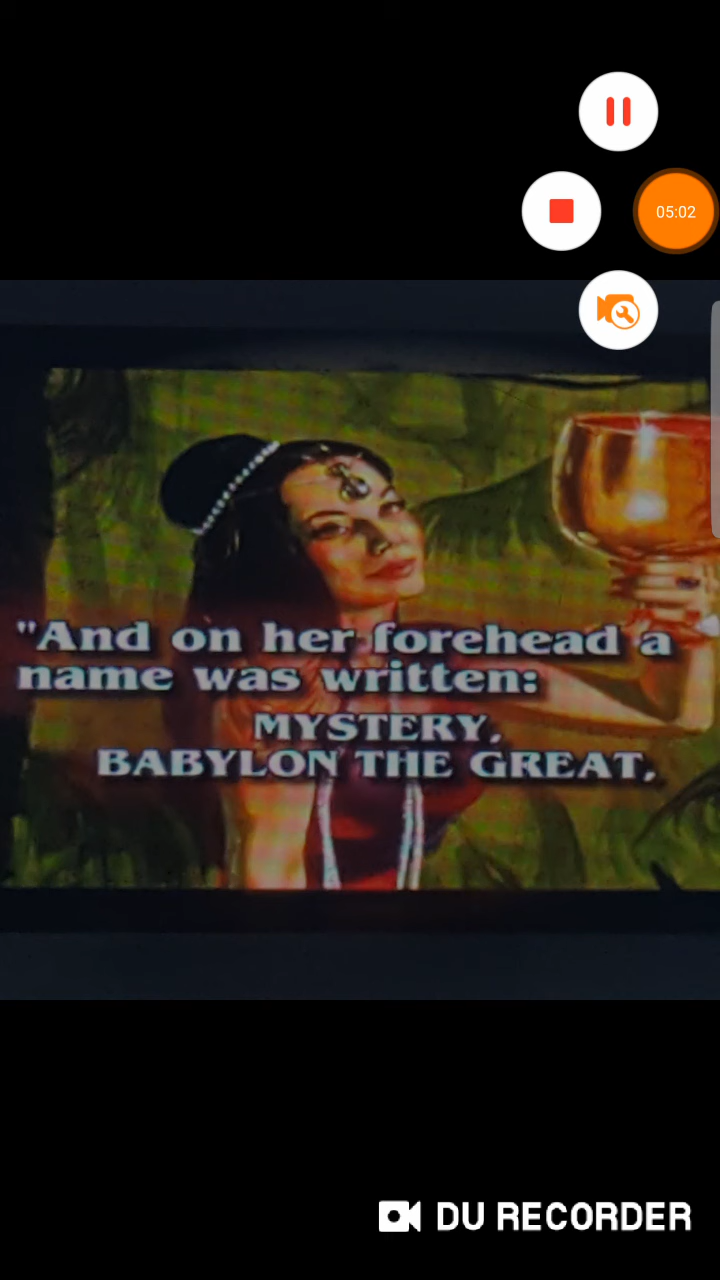 05:02
"And on her forehead a
name was written:
MYSTERY,
BABYLON THE GREAT,
DU RECORDER